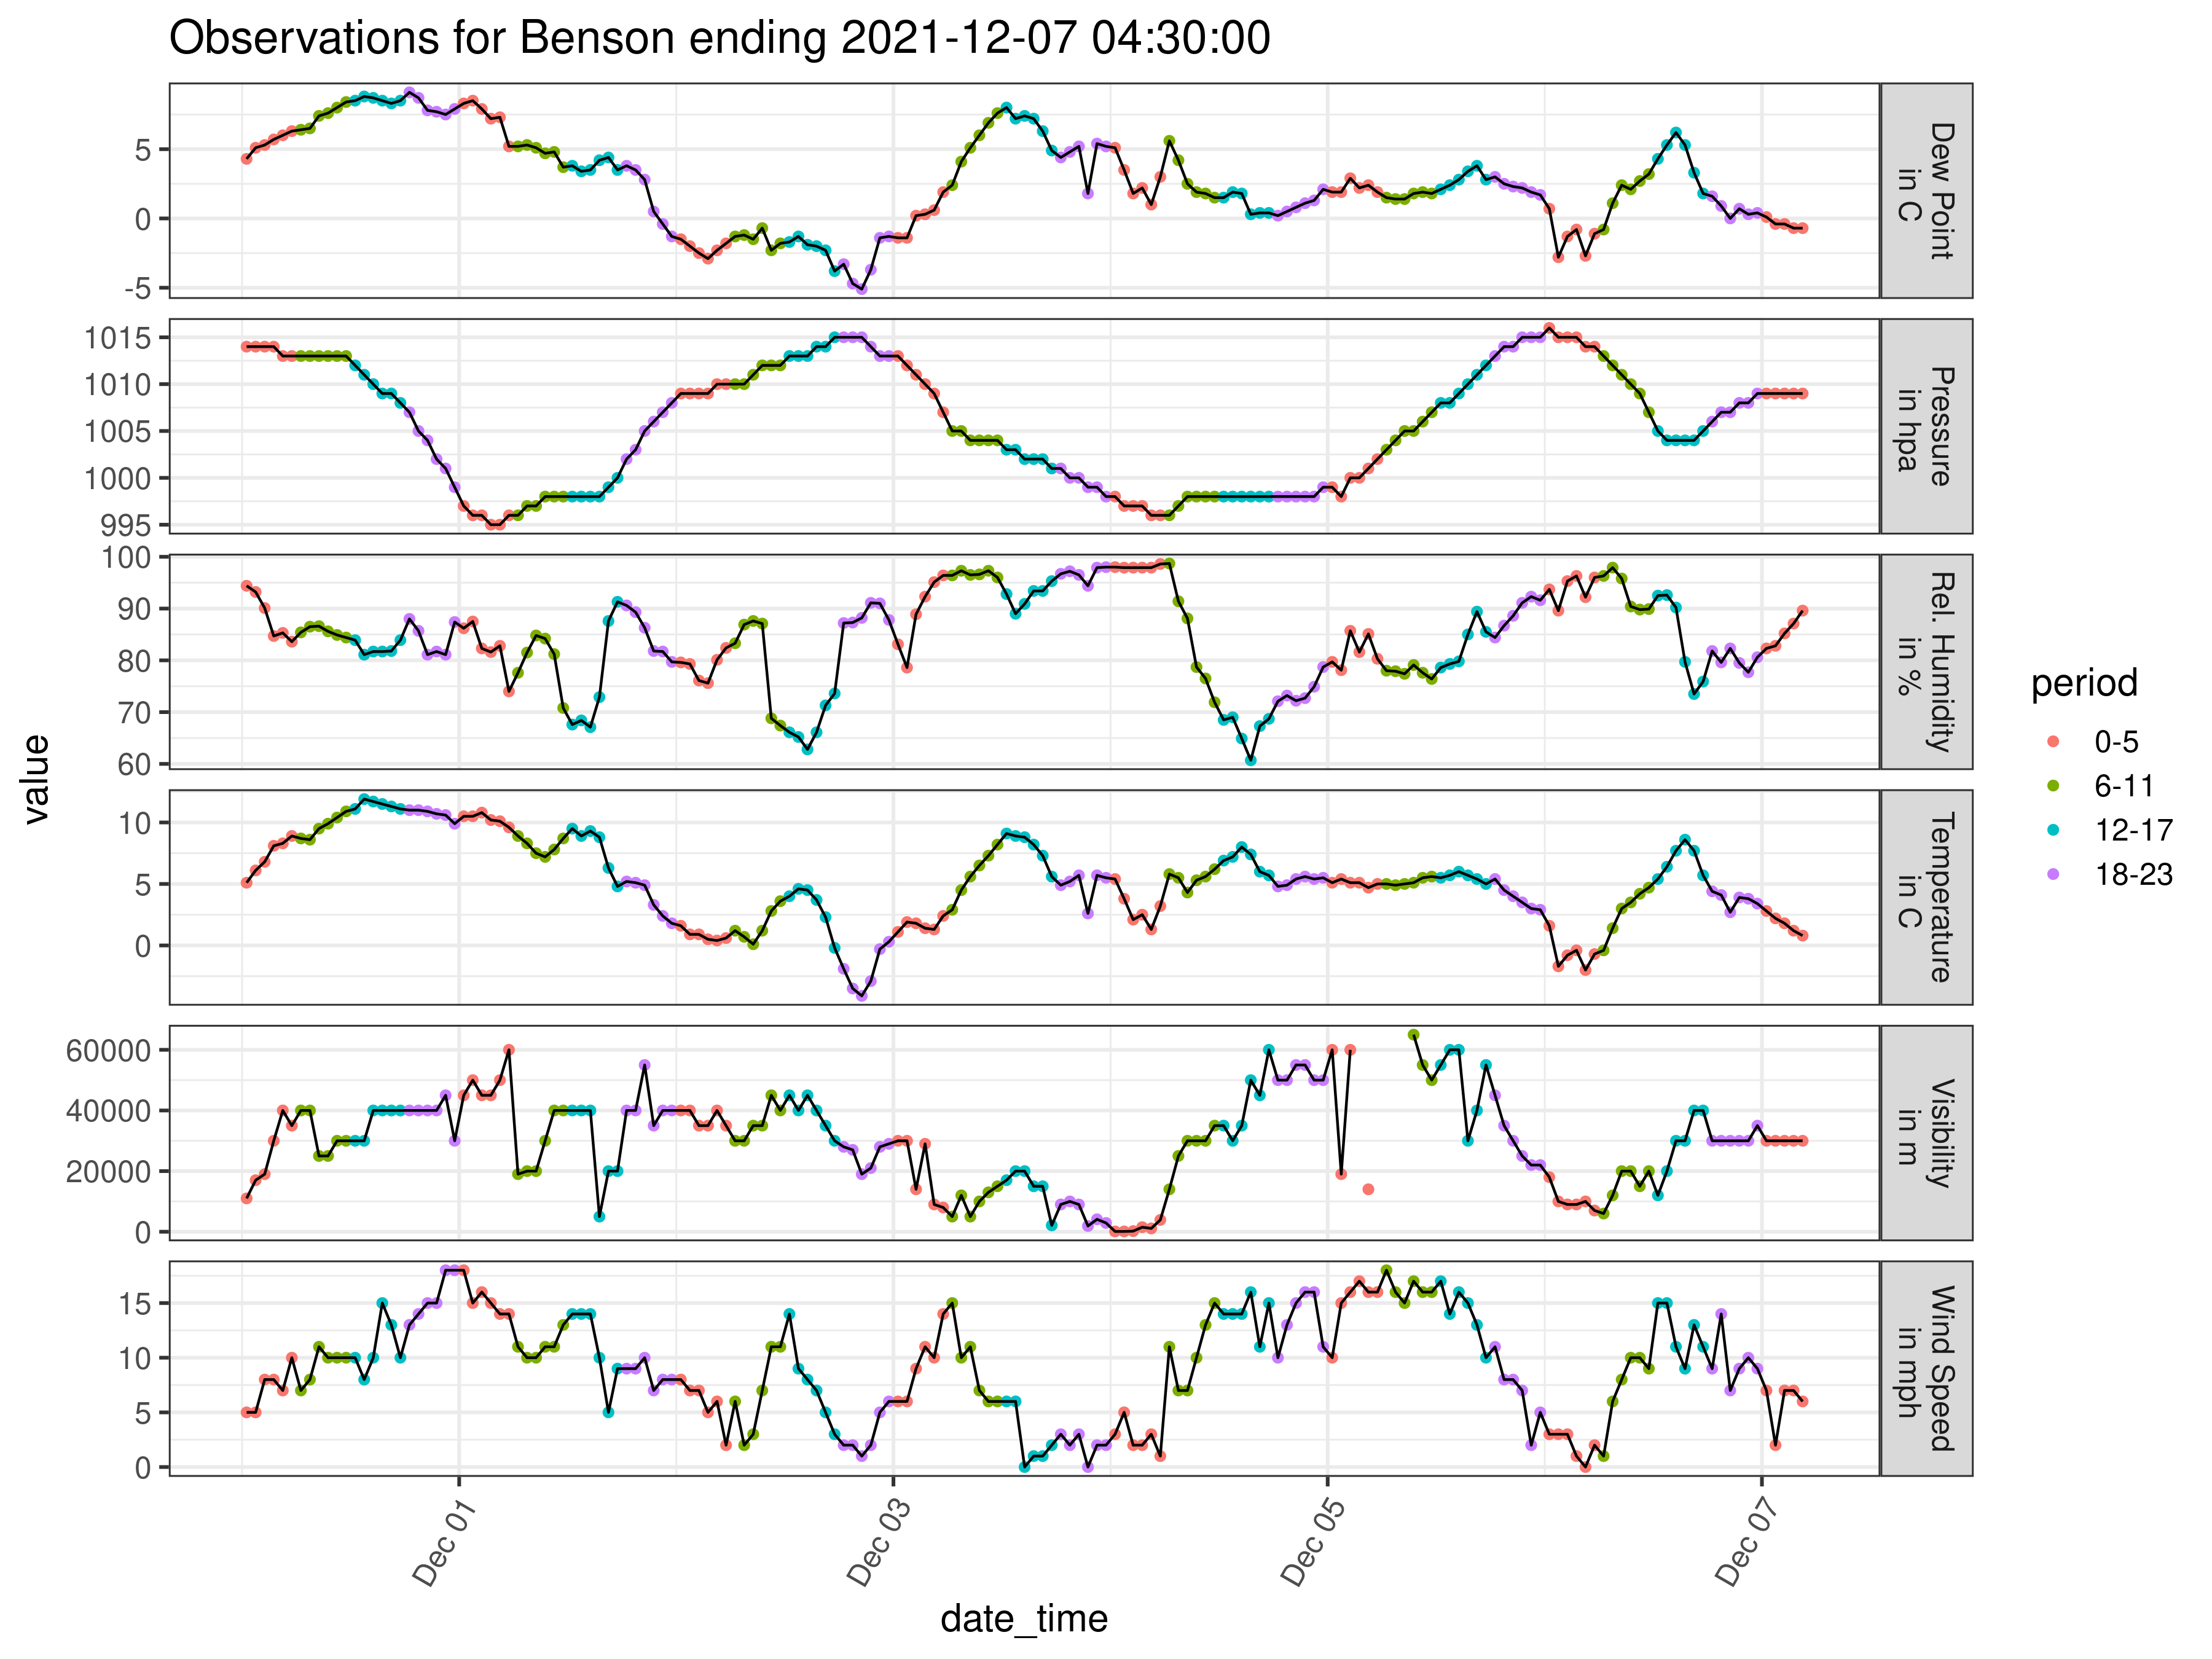 Observations for Benson ending 2021-12-07 04:30:00
value
5
0
-5
Dew Point
in C
1015
1010
1005
1000
995
Pressure
in hpa
100
90
80
70
60
Rel. Humidity
in %
10
5
0
Temperature
in C
60000
40000
20000
0
Visibility
in m
15
10
5
0
Wind Speed
in mph
Dec 01
Dec 03
Dec 05
Dec 07
date_time
period
0-5
6-11
12-17
18-23